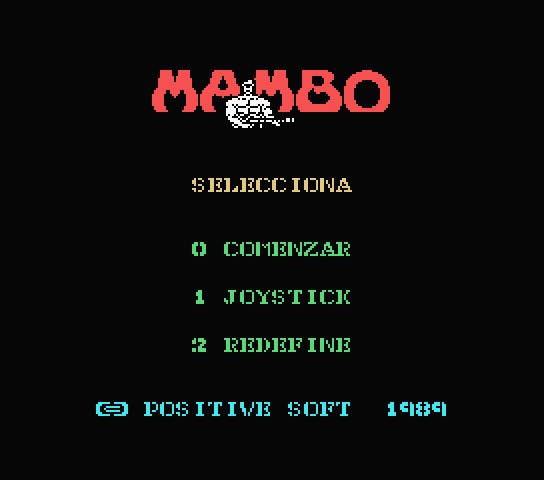 MAMBO
SELECCIONA
0 COMENZAR
1 JOYSTICK
2 REDEFINE
(C) POSITIVE SOFT 1989